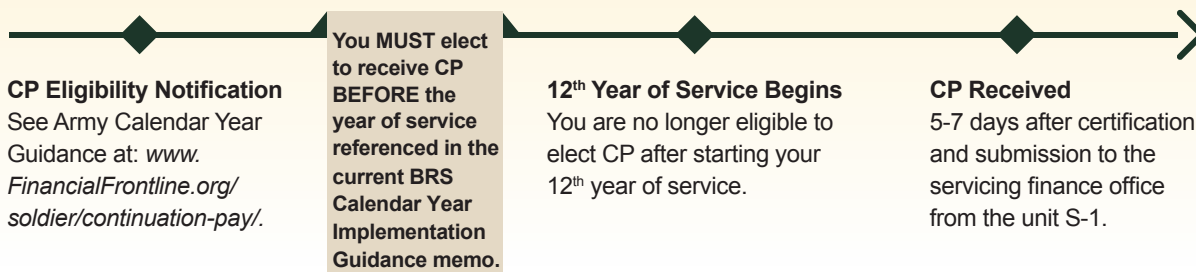 CP Eligibility Notification
See Army Calendar Year
Guidance at: www.
FinancialFrontline.org/
soldier/continuation-pay/.
You MUST elect
to receive CP
BEFORE the
year of service
referenced in the
current BRS
Calendar Year
Implementation
Guidance memo.
12th Year of Service Begins
You are no longer eligible to
elect CP after starting your
12th year of service.
CP Received
5-7 days after certification
and submission to the
servicing finance office
from the unit S-1.